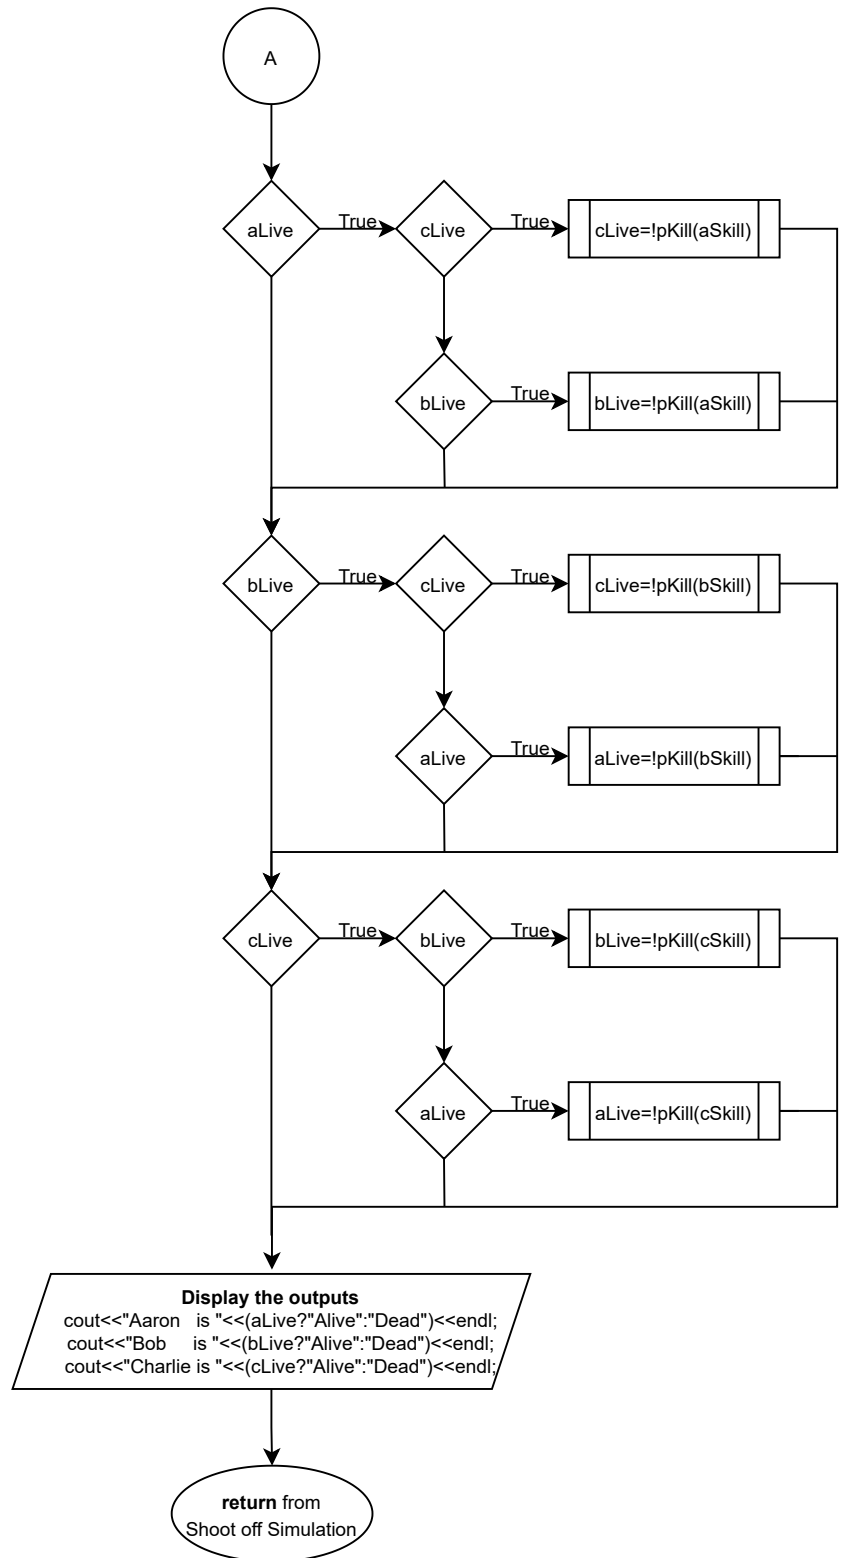 A
aLive
True
cLive
True
cLive=!pKill(aSkill)
bLive
True
bLive=!pKill(aSkill)
bLive
True
cLive
True
cLive=!pKill(bSkill)
aLive
True
aLive=!pKill(bSkill)
cLive
True
bLive
True
bLive=!pKill(cSkill)
aLive
True
aLive=!pKill(cSkill)
Display the outputs
cout<<"Aaron   is "<<(aLive?"Alive":"Dead")<<endl;
cout<<"Bob     is "<<(bLive?"Alive":"Dead")<<endl;
cout<<"Charlie is "<<(cLive?"Alive":"Dead")<<endl;
return from
Shoot off Simulation